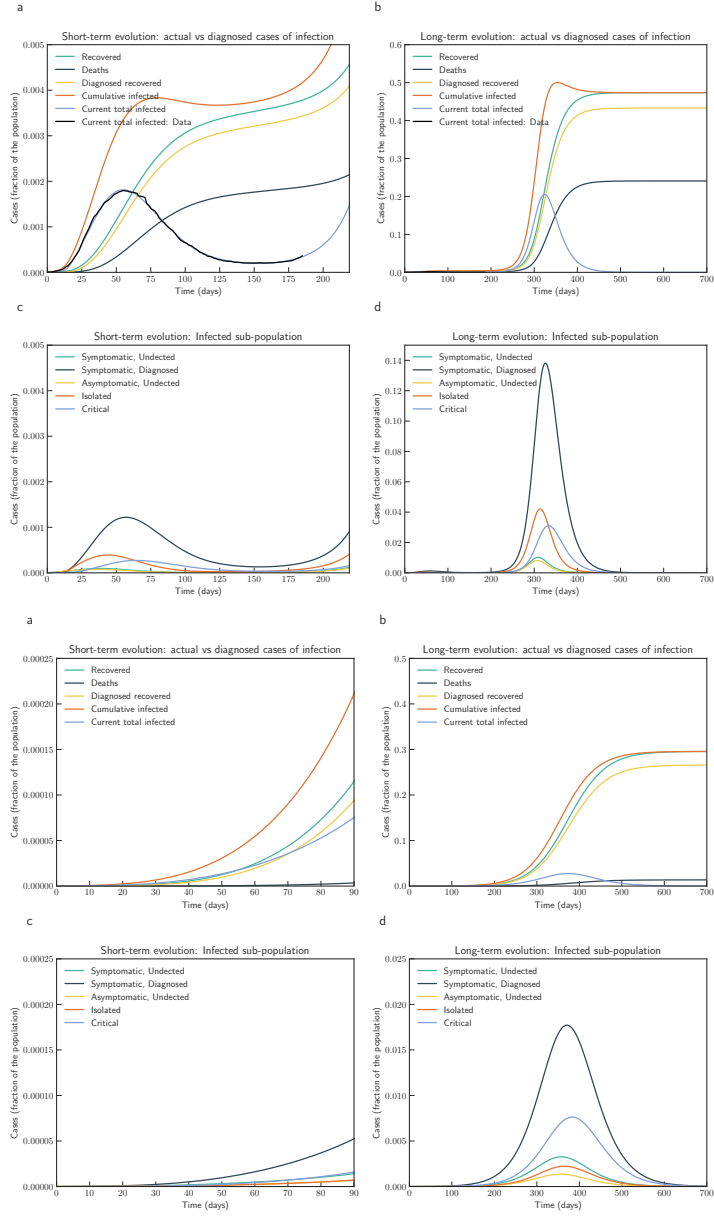 a
Short-term evolution: actual vs diagnosed cases of infection
0.005
0.004
0.003
0.002
0.001
0.000
Cases (fraction of the population)
Recovered
Deaths
Diagnosed recovered
Cumulative infected
Current total infected
Current total infected: Data
0 25 50 75 100 125 150 175 200
Time (days)
b
Long-term evolution: actual vs diagnosed cases of infection
0.6
0.5
0.4
0.3
0.2
0.1
0.0
Cases (fraction of the population)
Recovered
Deaths
Diagnosed recovered
Cumulative infected
Current total infected
Current total infected: Data
0 100 200 300 400 500 600 700
Time (days)
c
Short-term evolution: Infected sub-population
0.005
0.004
0.003
0.002
0.001
0.000
Cases (fraction of the population)
Symptomatic, Undected
Symptomatic, Diagnosed
Asymptomatic, Undected
Isolated
Critical
0 25 50 75 100 125 150 175 200
Time (days)
d
Long-term evolution: Infected sub-population
0.14
0.12
0.10
0.08
0.06
0.04
0.02
0.00
Cases (fraction of the population)
Symptomatic, Undected
Symptomatic, Diagnosed
Asymptomatic, Undected
Isolated
Critical
0 100 200 300 400 500 600 700
Time (days)
a
Short-term evolution: actual vs diagnosed cases of infection
0.00025
0.00020
0.00015
0.00010
0.00005
0.00000
Cases (fraction of the population)
Recovered
Deaths
Diagnosed recovered
Cumulative infected
Current total infected
0 10 20 30 40 50 60 70 80 90
Time (days)
b
Long-term evolution: actual vs diagnosed cases of infection
0.5
0.3
0.2
0.1
0.0
Cases (fraction of the population)
Recovered
Deaths
Diagnosed recovered
Cumulative infected
Current total infected
0 100 200 300 400 500 600 700
Time (days)
c
Short-term evolution: Infected sub-population
0.00025
0.00020
0.00015
0.00010
0.00005
0.00000
Cases (fraction of the population)
Symptomatic, Undected
Symptomatic, Diagnosed
Asymptomatic, Undected
Isolated
Critical
0 10 20 30 40 50 60 70 80 90
Time (days)
d
Long-term evolution: Infected sub-population
0.025
0.020
0.015
0.010
0.005
0.000
Cases (fraction of the population)
Symptomatic, Undected
Symptomatic, Diagnosed
Asymptomatic, Undected
Isolated
Critical
0 100 200 300 400 500 600 700
Time (days)